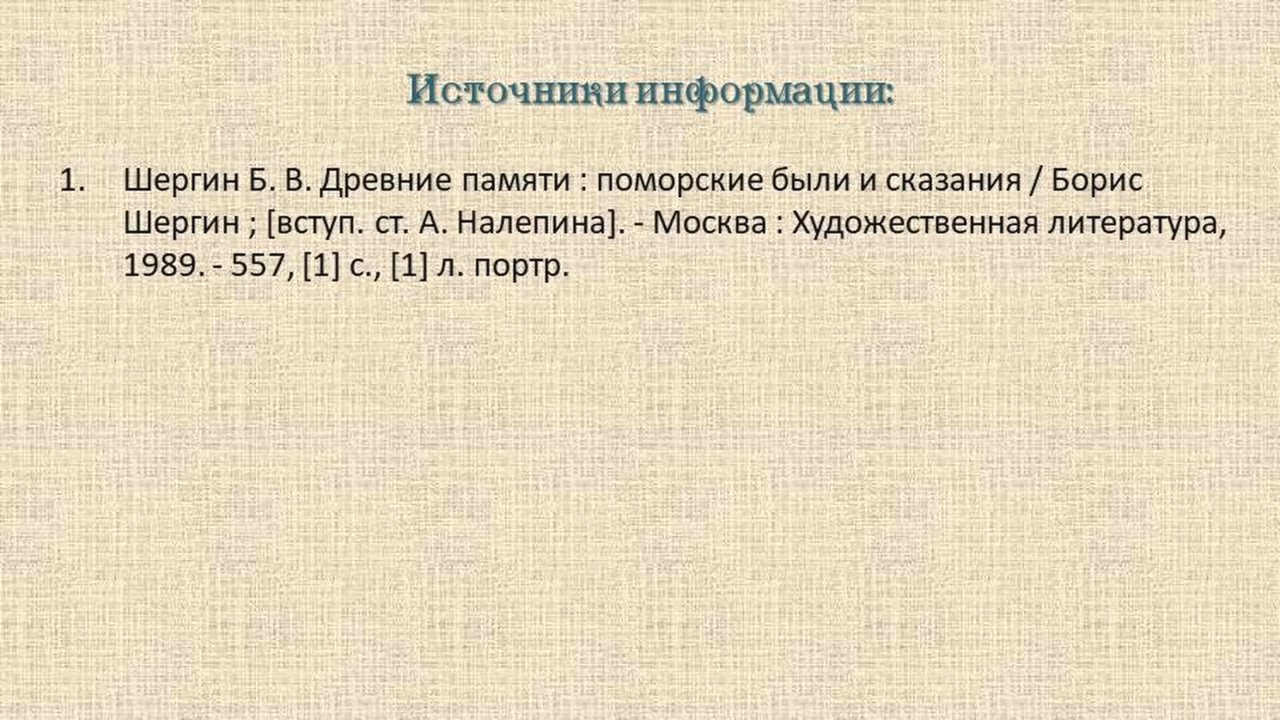 Источники информации:
1. Шергин Б. В. Древние памяти : поморские были и сказания / Борис
Шергин ; [вступ. ст. А. Налепина]. - Москва : Художественная литература,
1989. - 557, [1] с., [1] л. портр.